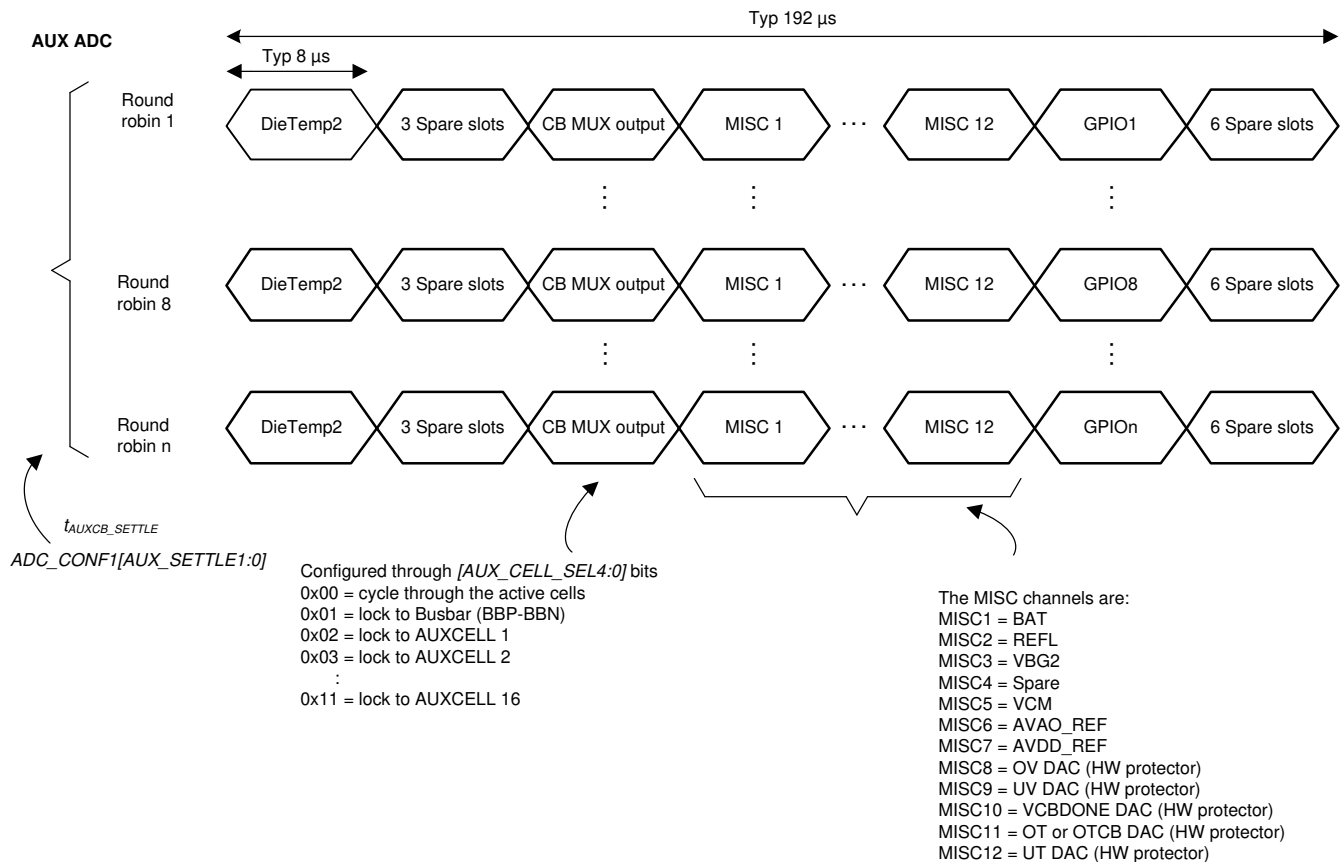 Typ 192 µs
AUX ADC
Typ 8 µs
Round
robin 1
DieTemp2
3 Spare slots
CB MUX output
MISC 1
. . .
MISC 12
GPIO1
6 Spare slots
Round
robin 8
DieTemp2
3 Spare slots
CB MUX output
MISC 1
. . .
MISC 12
GPIO8
6 Spare slots
Round
robin n
DieTemp2
3 Spare slots
CB MUX output
MISC 1
. . .
MISC 12
GPIOn
6 Spare slots
tAUXCB_SETTLE
ADC_CONF1[AUX_SETTLE1:0]
Configured through [AUX_CELL_SEL4:0] bits
0x00 = cycle through the active cells
0x01 = lock to Busbar (BBP-BBN)
0x02 = lock to AUXCELL 1
0x03 = lock to AUXCELL 2
:
0x11 = lock to AUXCELL 16
The MISC channels are:
MISC1 = BAT
MISC2 = REFL
MISC3 = VBG2
MISC4 = Spare
MISC5 = VCM
MISC6 = AVAO_REF
MISC7 = AVDD_REF
MISC8 = OV DAC (HW protector)
MISC9 = UV DAC (HW protector)
MISC10 = VCBDONE DAC (HW protector)
MISC11 = OT or OTCB DAC (HW protector)
MISC12 = UT DAC (HW protector)